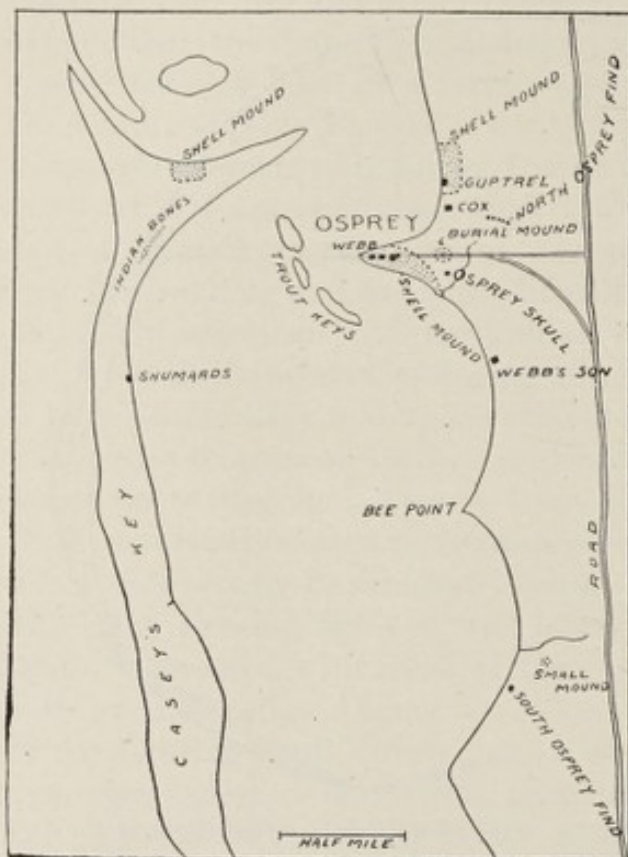 SHELL MOUND
INDIAN BONES
SHUMARDS
CASEY'S KEY
TROUT KEYS
SHELL MOUND
GUPTREL
COX
NORTH OSPREY FIND
OSPREY
WEBB
BURIAL MOUND
OSPREY SKULL
SHELL MOUND
WEBB'S SON
BEE POINT
ROAD
SMALL
MOUND
SOUTH OSPREY FIND
HALF MILE